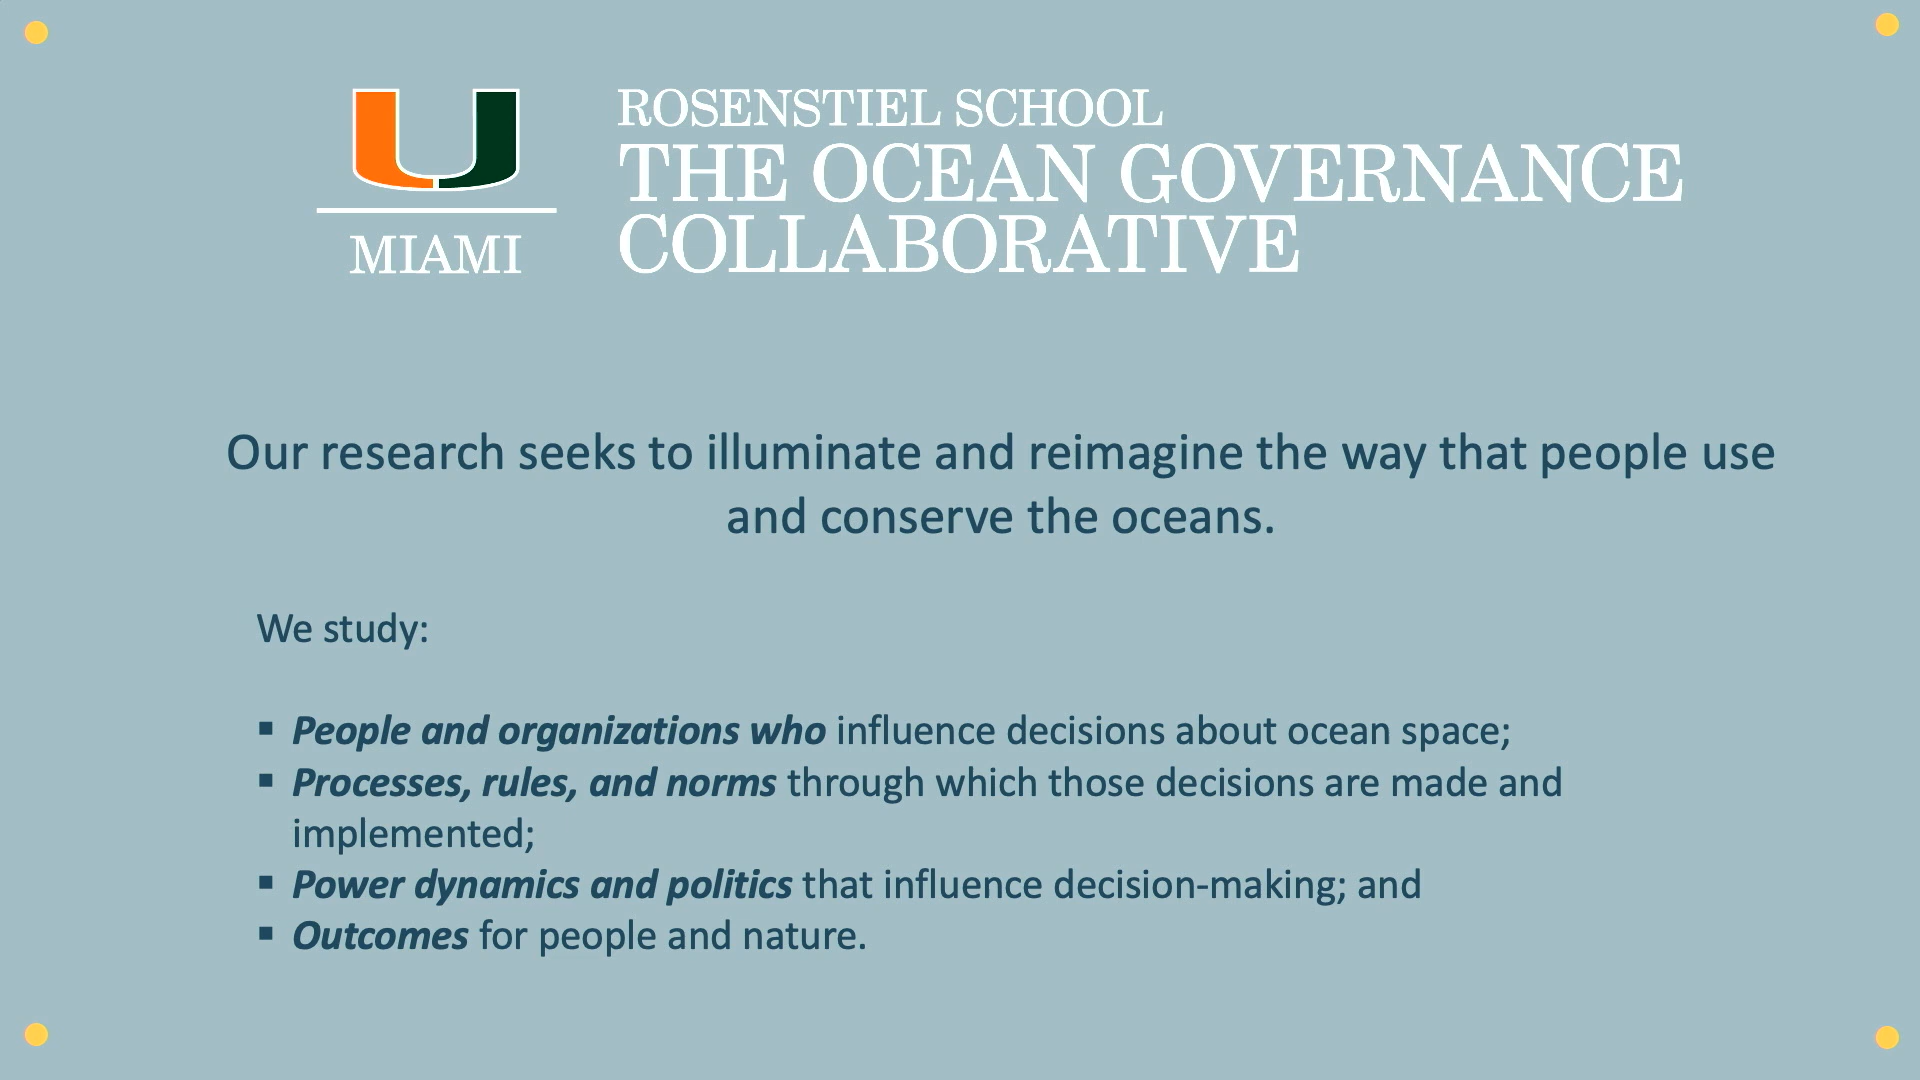 ROSENSTIEL SCHOOL
THE OCEAN GOVERNANCE
COLLABORATIVE
U
MIAMI
Our research seeks to illuminate and reimagine the way that people use
and conserve the oceans.
We study:
▪ People and organizations who influence decisions about ocean space;
▪ Processes, rules, and norms through which those decisions are made and
implemented;
▪ Power dynamics and politics that influence decision-making; and
▪ Outcomes for people and nature.